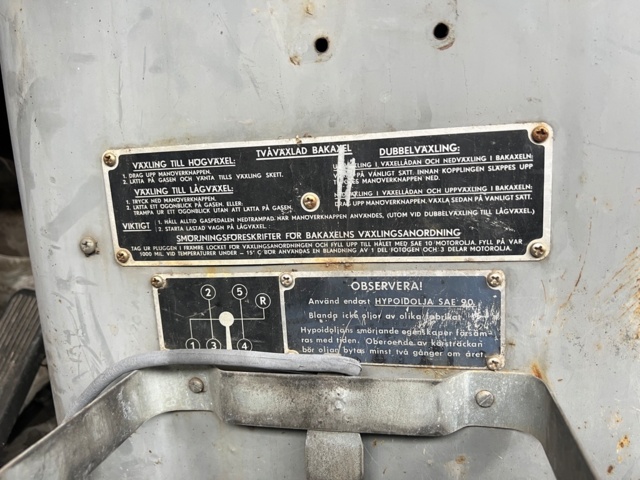 TVÅVÄXLAD BAKAXEL
VÄXLING TILL HÖGVÄXEL:
1. DRAG UPP MANÖVERKNAPPEN.
2. LÄTTA PÅ GASEN OCH VÄNTA TILLS VÄXLING SKETT.
VÄXLING TILL LÅGVÄXEL:
1. TRYCK NED MANÖVERKNAPPEN.
2. LÄTTA ETT ÖGONBLICK PÅ GASEN, ELLER:
TRAMPA UR ETT ÖGONBLICK UTAN ATT LÄTTA PÅ GASEN.
DUBBELVÄXLING:
I VÄXELLÅDAN OCH NEDVÄXLING I BAKAXELN:
PÅ VANLIGT SÄTT. INNAN KOPPLINGEN SLÄPPES UPP
MANÖVERKNAPPEN NED.
I VÄXELLÅDAN OCH UPPVÄXLING I BAKAXELN:
DRAG UPP MANÖVERKNAPPEN, VÄXLA SEDAN PÅ VANLIGT SÄTT.
VIKTIGT 1. HÅLL ALLTID GASPEDALEN NEDTRAMPAD NÄR MANÖVERKNAPPEN ANVÄNDES, (UTOM VID DUBBELVÄXLING TILL LÅGVÄXEL.)
2. STARTA LASTAD VAGN PÅ LÅGVÄXEL.
SMÖRJNINGSFÖRESKRIFTER FÖR BAKAXELNS VÄXLINGSANORDNING
TAG UR PLUGGEN I FRÄMRE LOCKET FÖR VÄXLINGSANORDNINGEN OCH FYLL UPP TILL HÅLET MED SAE 10 MOTOROLJA. FYLL PÅ VAR
1000 MIL. VID TEMPERATURER UNDER — 15° C BÖR ANVÄNDAS EN BLANDNING AV 1 DEL FOTOGEN OCH 3 DELAR MOTOROLJA.
2 5 R
1 3 4
OBSERVERA!
Använd endast HYPOIDOLJA SAE 90.
Blanda icke oljor av olika fabrikat.
Hypoidoljans smörjande egenskaper försäm-
ras med tiden. Oberoende av körsträckan
bör oljan bytas minst två gånger om året.